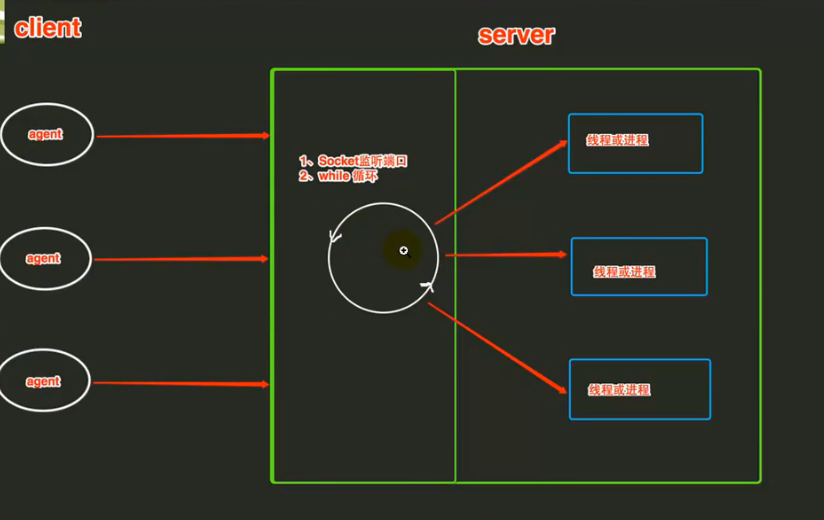 client
server
agent
agent
agent
1、Socket监听端口
2、while 循环
线程或进程
线程或进程
线程或进程